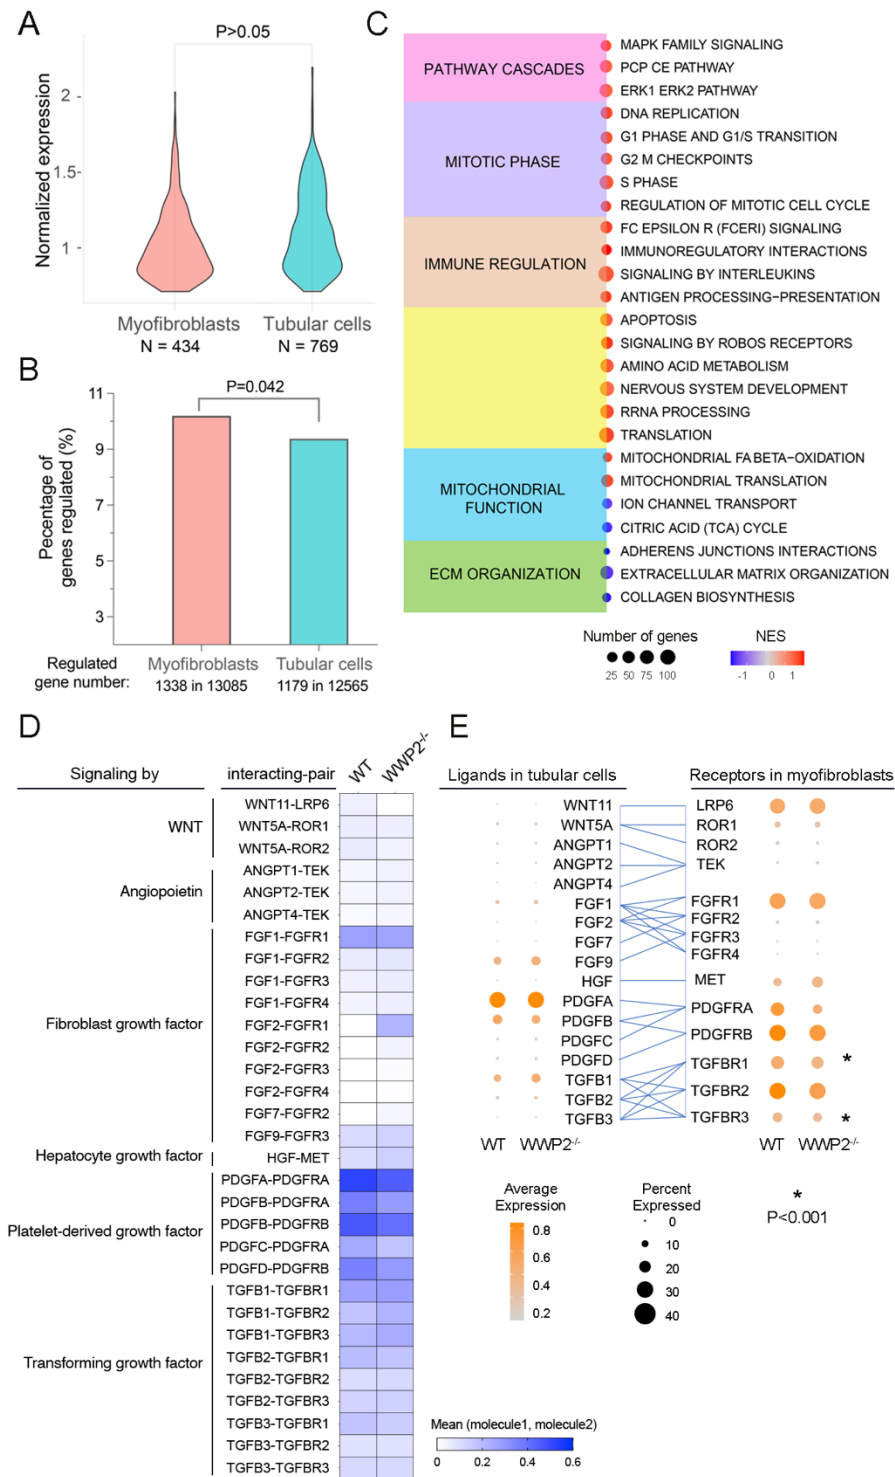 A
P>0.05
Normalized expression
2
1.5
1
Myofibroblasts
Tubular cells
N = 434
N = 769
B
P=0.042
Pecentage of
genes regulated (%)
11
9
7
5
3
Regulated
gene number:
Myofibroblasts
Tubular cells
1338 in 13085
1179 in 12565
C
PATHWAY CASCADES
MAPK FAMILY SIGNALING
PCP CE PATHWAY
ERK1 ERK2 PATHWAY
MITOTIC PHASE
DNA REPLICATION
G1 PHASE AND G1/S TRANSITION
G2 M CHECKPOINTS
S PHASE
REGULATION OF MITOTIC CELL CYCLE
IMMUNE REGULATION
FC EPSILON R (FCERI) SIGNALING
IMMUNOREGULATORY INTERACTIONS
SIGNALING BY INTERLEUKINS
ANTIGEN PROCESSING−PRESENTATION
APOPTOSIS
SIGNALING BY ROBOS RECEPTORS
AMINO ACID METABOLISM
NERVOUS SYSTEM DEVELOPMENT
RRNA PROCESSING
TRANSLATION
MITOCHONDRIAL
FUNCTION
MITOCHONDRIAL FA BETA−OXIDATION
MITOCHONDRIAL TRANSLATION
ION CHANNEL TRANSPORT
CITRIC ACID (TCA) CYCLE
ECM ORGANIZATION
ADHERENS JUNCTIONS INTERACTIONS
EXTRACELLULAR MATRIX ORGANIZATION
COLLAGEN BIOSYNTHESIS
Number of genes
25 50 75 100
NES
-1 0 1
D
Signaling by
interacting-pair
WT
WWP2-/-
WNT
WNT11-LRP6
WNT5A-ROR1
WNT5A-ROR2
Angiopoietin
ANGPT1-TEK
ANGPT2-TEK
ANGPT4-TEK
Fibroblast growth factor
FGF1-FGFR1
FGF1-FGFR2
FGF1-FGFR3
FGF1-FGFR4
FGF2-FGFR1
FGF2-FGFR2
FGF2-FGFR3
FGF2-FGFR4
FGF7-FGFR2
FGF9-FGFR3
Hepatocyte growth factor
HGF-MET
Platelet-derived growth factor
PDGFA-PDGFRA
PDGFB-PDGFRA
PDGFB-PDGFRB
PDGFC-PDGFRA
PDGFD-PDGFRB
Transforming growth factor
TGFB1-TGFBR1
TGFB1-TGFBR2
TGFB1-TGFBR3
TGFB2-TGFBR1
TGFB2-TGFBR2
TGFB2-TGFBR3
TGFB3-TGFBR1
TGFB3-TGFBR2
TGFB3-TGFBR3
Mean (molecule1, molecule2)
0 0.2 0.4 0.6
E
Ligands in tubular cells
Receptors in myofibroblasts
WNT11
WNT5A
ANGPT1
ANGPT2
ANGPT4
FGF1
FGF2
FGF7
FGF9
HGF
PDGFA
PDGFB
PDGFC
PDGFD
TGFB1
TGFB2
TGFB3
LRP6
ROR1
ROR2
TEK
FGFR1
FGFR2
FGFR3
FGFR4
MET
PDGFRA
PDGFRB
TGFBR1
*
TGFBR2
TGFBR3
*
WT WWP2-/-
WT WWP2-/-
Average
Expression
0.8
0.6
0.4
0.2
Percent
Expressed
0
10
20
30
40
*
P<0.001